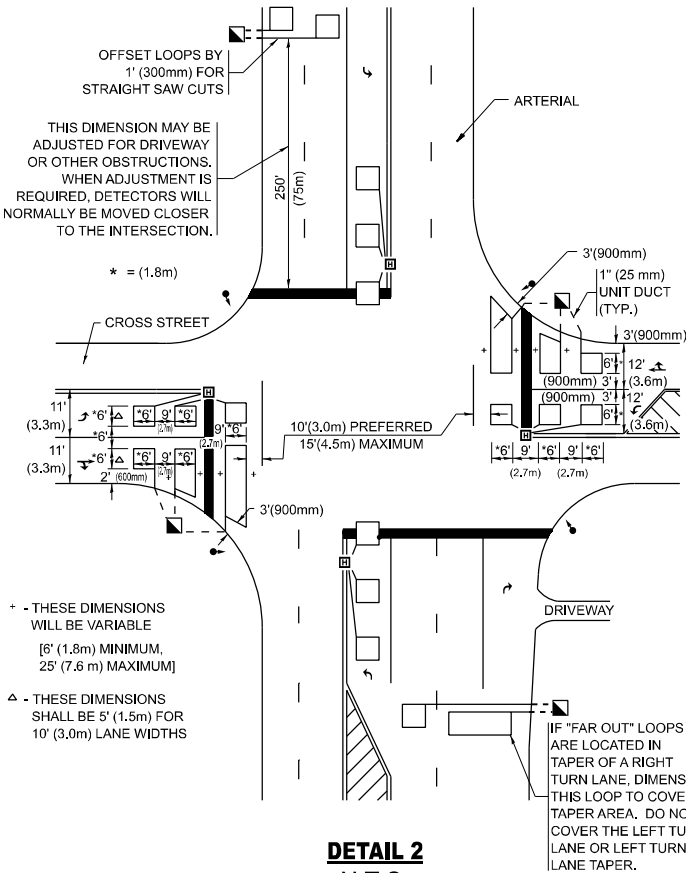 OFFSET LOOPS BY
1' (300mm) FOR
STRAIGHT SAW CUTS
ARTERIAL
THIS DIMENSION MAY BE
ADJUSTED FOR DRIVEWAY
OR OTHER OBSTRUCTIONS.
WHEN ADJUSTMENT IS
REQUIRED, DETECTORS WILL
NORMALLY BE MOVED CLOSER
TO THE INTERSECTION.
250'
(75m)
* = (1.8m)
H
3'(900mm)
1" (25 mm)
UNIT DUCT
(TYP.)
CROSS STREET
3'(900mm)
+ + +
6'* 12'
(900mm) 3' (3.6m)
(900mm) 3' 12'
6'* (3.6m)
H
*6' 9' *6' 9' *6'
(2.7m) (2.7m)
H
11'
(3.3m)
*6' △ *6' 9' *6'
(2.7m)
*6'
9' *6'
(2.7m)
11'
(3.3m)
*6' △ *6' 9' *6'
(2.7m)
2' (600mm)
+ + +
10'(3.0m) PREFERRED
15'(4.5m) MAXIMUM
3'(900mm)
H
+ - THESE DIMENSIONS
WILL BE VARIABLE
[6' (1.8m) MINIMUM,
25' (7.6 m) MAXIMUM]
△ - THESE DIMENSIONS
SHALL BE 5' (1.5m) FOR
10' (3.0m) LANE WIDTHS
DRIVEWAY
IF "FAR OUT" LOOPS
ARE LOCATED IN
TAPER OF A RIGHT
TURN LANE, DIMENS
THIS LOOP TO COVE
TAPER AREA. DO NO
COVER THE LEFT TU
LANE OR LEFT TURN
LANE TAPER.
DETAIL 2